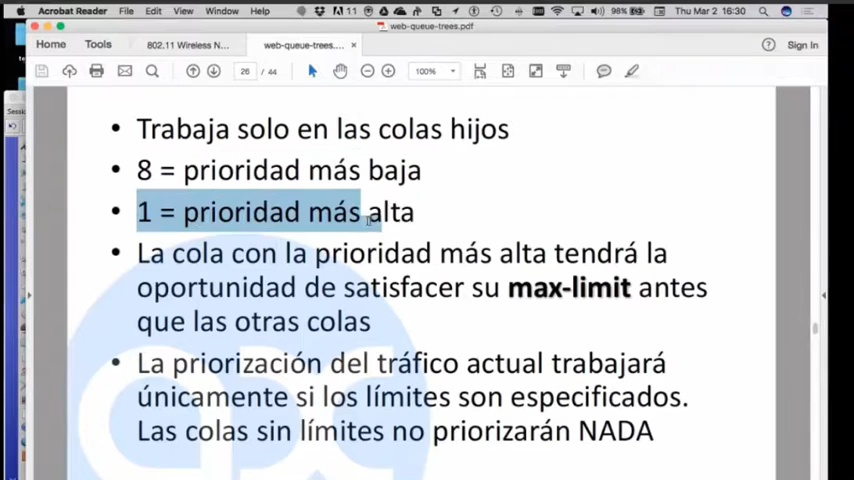 Acrobat Reader File Edit View Window Help
11
98%
Thu Mar 2 16:30
web-queue-trees.pdf
Home Tools 802.11 Wireless N... web-queue-trees.... × Sign In
26 / 44 100%
Sessi
• Trabaja solo en las colas hijos
• 8 = prioridad más baja
• 1 = prioridad más alta
• La cola con la prioridad más alta tendrá la
oportunidad de satisfacer su max-limit antes
que las otras colas
• La priorización del tráfico actual trabajará
únicamente si los límites son especificados.
Las colas sin límites no priorizarán NADA